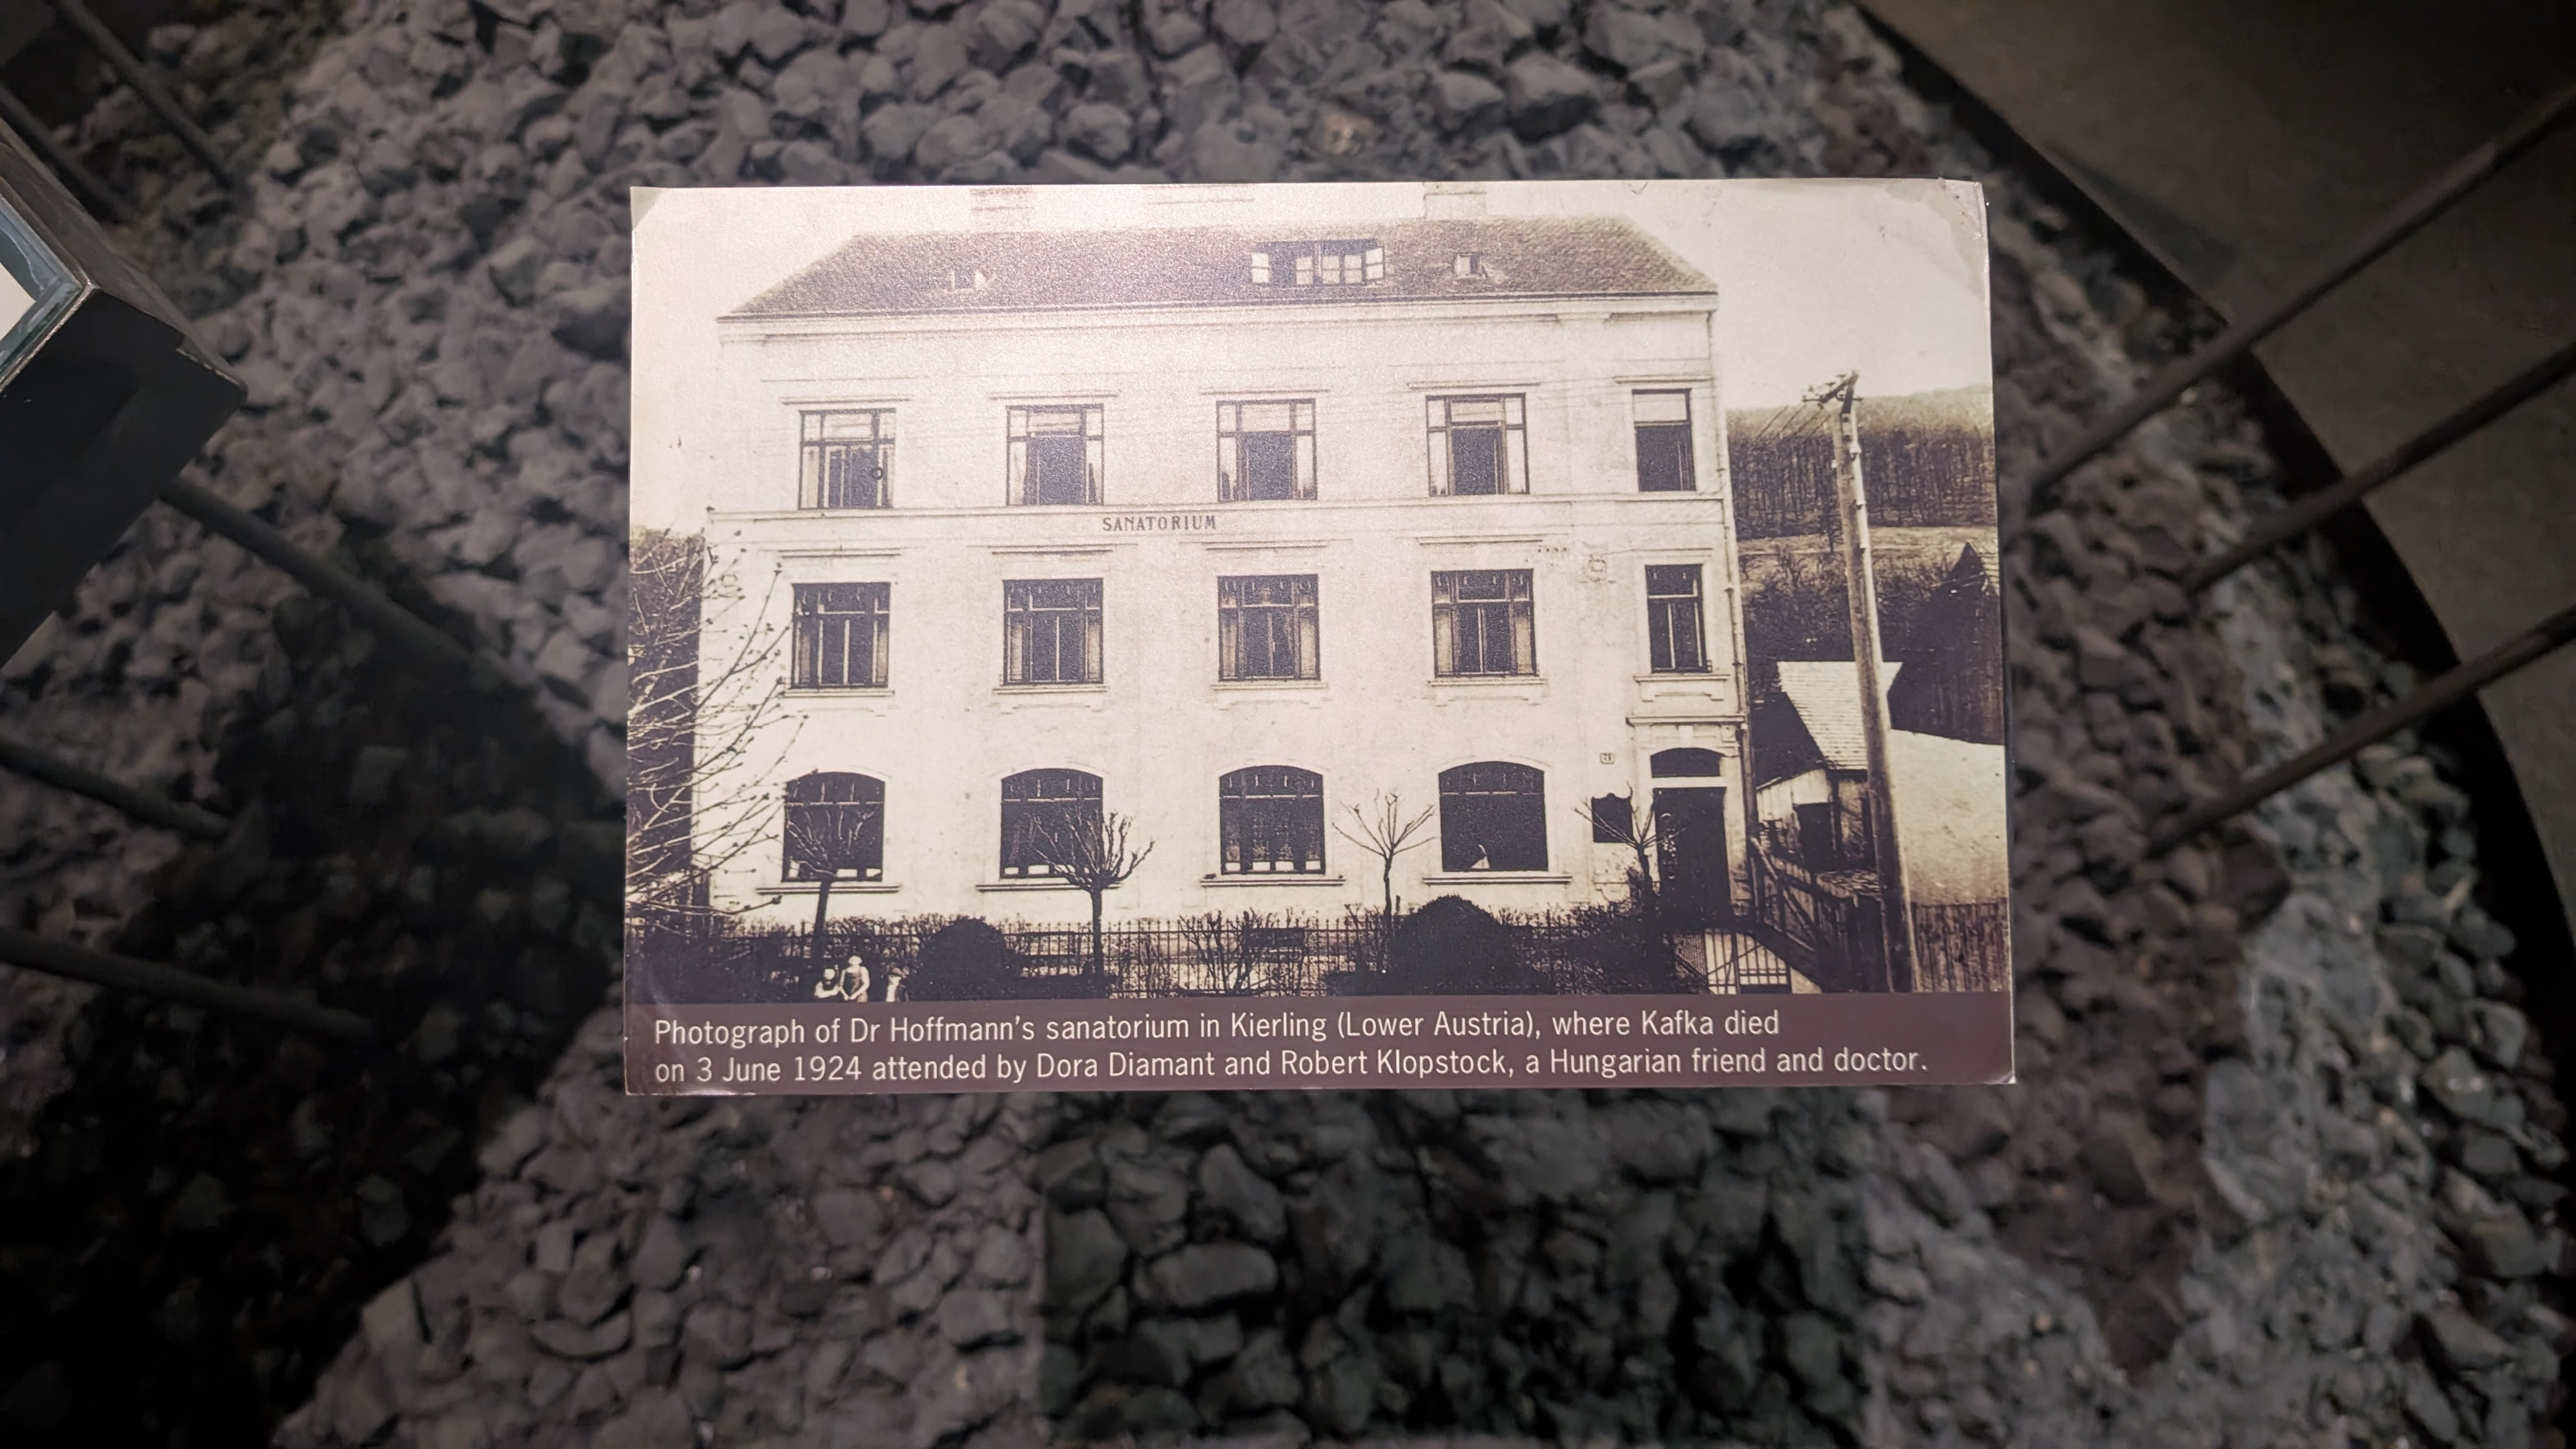 SANATORIUM
Photograph of Dr Hoffmann's sanatorium in Kierling (Lower Austria), where Kafka died
on 3 June 1924 attended by Dora Diamant and Robert Klopstock, a Hungarian friend and doctor.